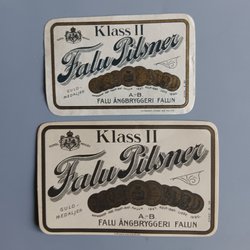 Klass II
Falu Pilsner
GULD-
MEDALJER
A-B
FALU ÅNGBRYGGERI FALUN
Klass II
Falu Pilsner
GULD-
MEDALJER
A-B
FALU ÅNGBRYGGERI FALUN